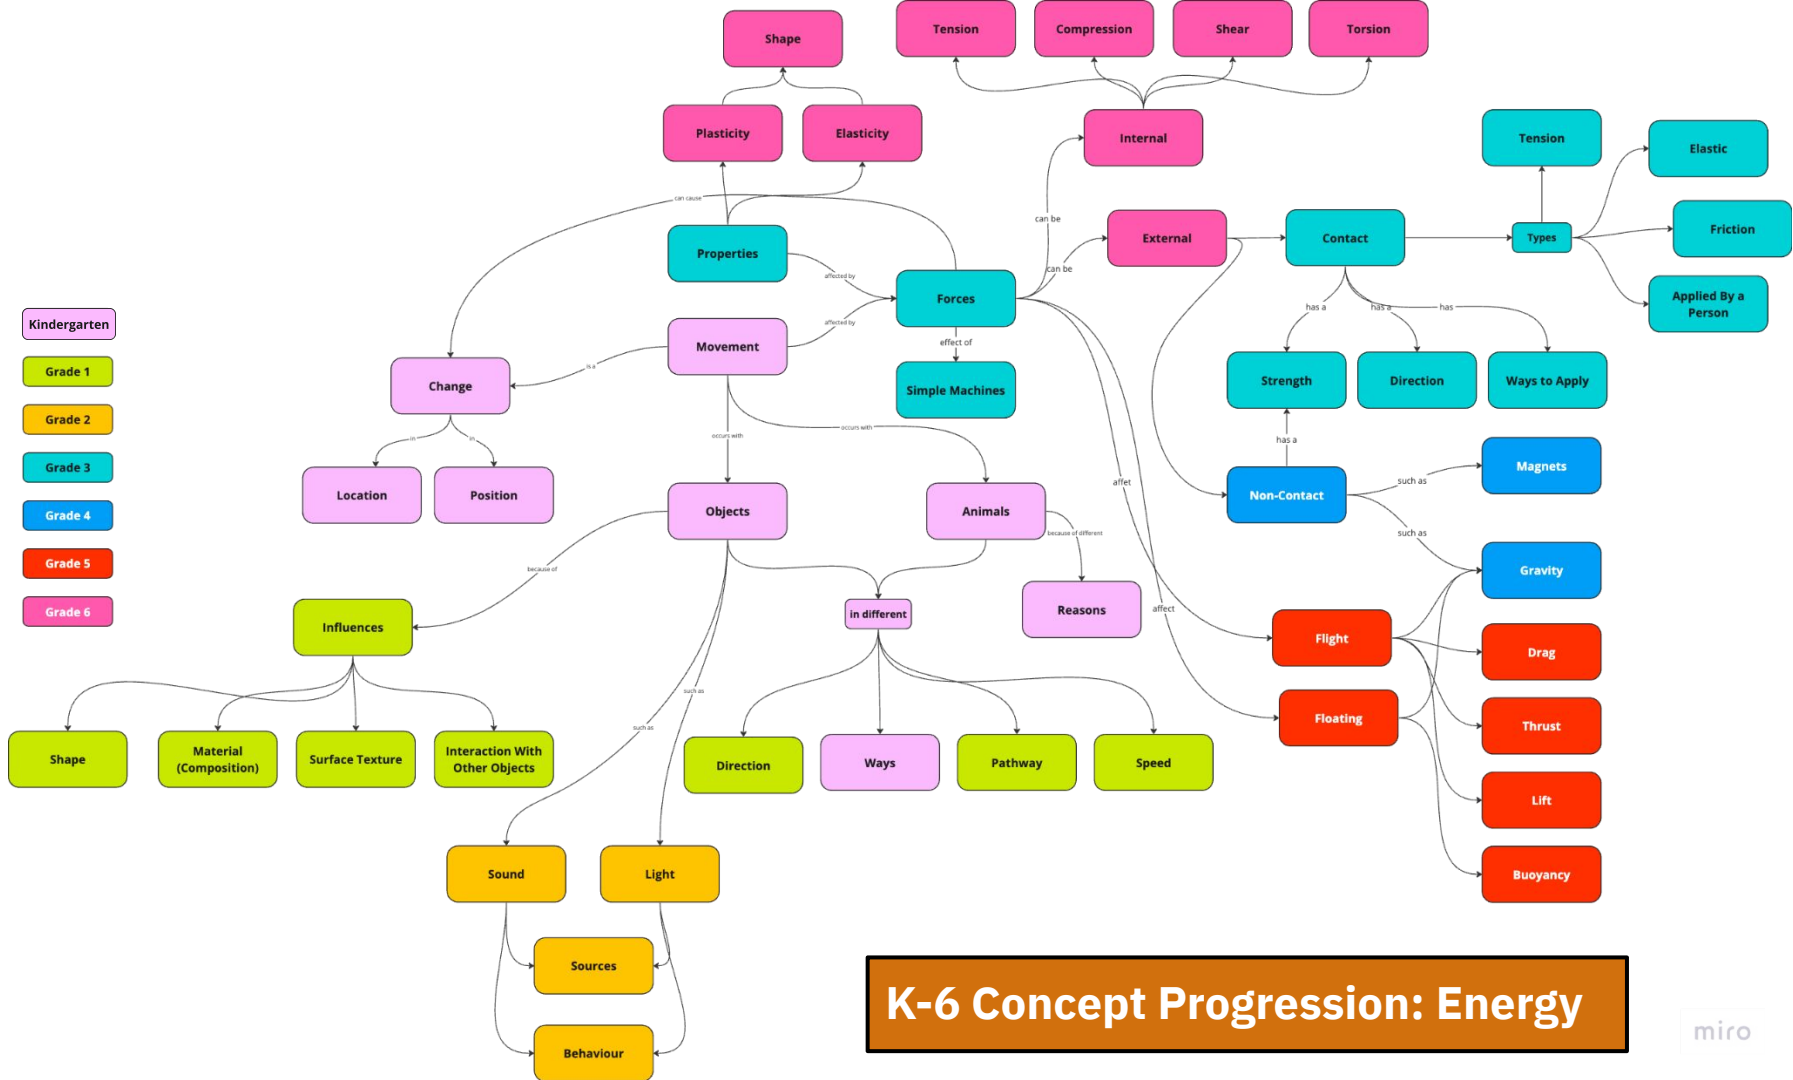 Shape
Tension
Compression
Shear
Torsion
Plasticity
Elasticity
Internal
Tension
Elastic
can cause
can be
Properties
External
Contact
Types
Friction
affected by
can be
Forces
Applied By a
Person
has a
has a
has
Kindergarten
affected by
Movement
effect of
Grade 1
is a
Change
Simple Machines
Strength
Direction
Ways to Apply
Grade 2
in
in
occurs with
occurs with
has a
Grade 3
Location
Position
affet
Non-Contact
such as
Magnets
Grade 4
Objects
Animals
because of different
such as
Grade 5
because of
Gravity
Grade 6
Influences
in different
Reasons
affect
Flight
Drag
such as
such as
Floating
Thrust
Shape
Material
(Composition)
Surface Texture
Interaction With
Other Objects
Direction
Ways
Pathway
Speed
Lift
Sound
Light
Buoyancy
Sources
Behaviour
K-6 Concept Progression: Energy
miro